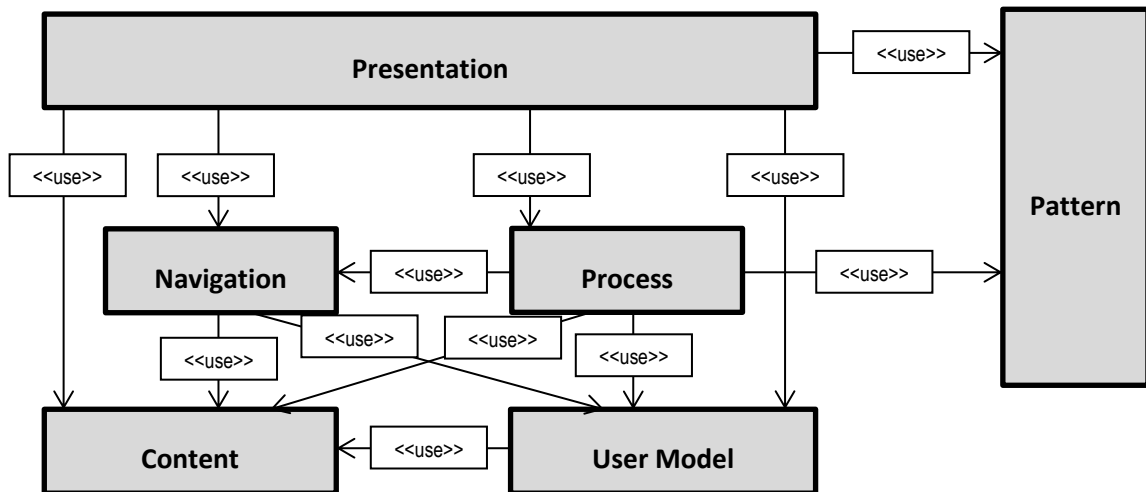 Presentation
<<use>>
<<use>>
<<use>>
<<use>>
<<use>>
Pattern
Navigation
<<use>>
Process
<<use>>
<<use>>
<<use>>
<<use>>
<<use>>
Content
<<use>>
User Model